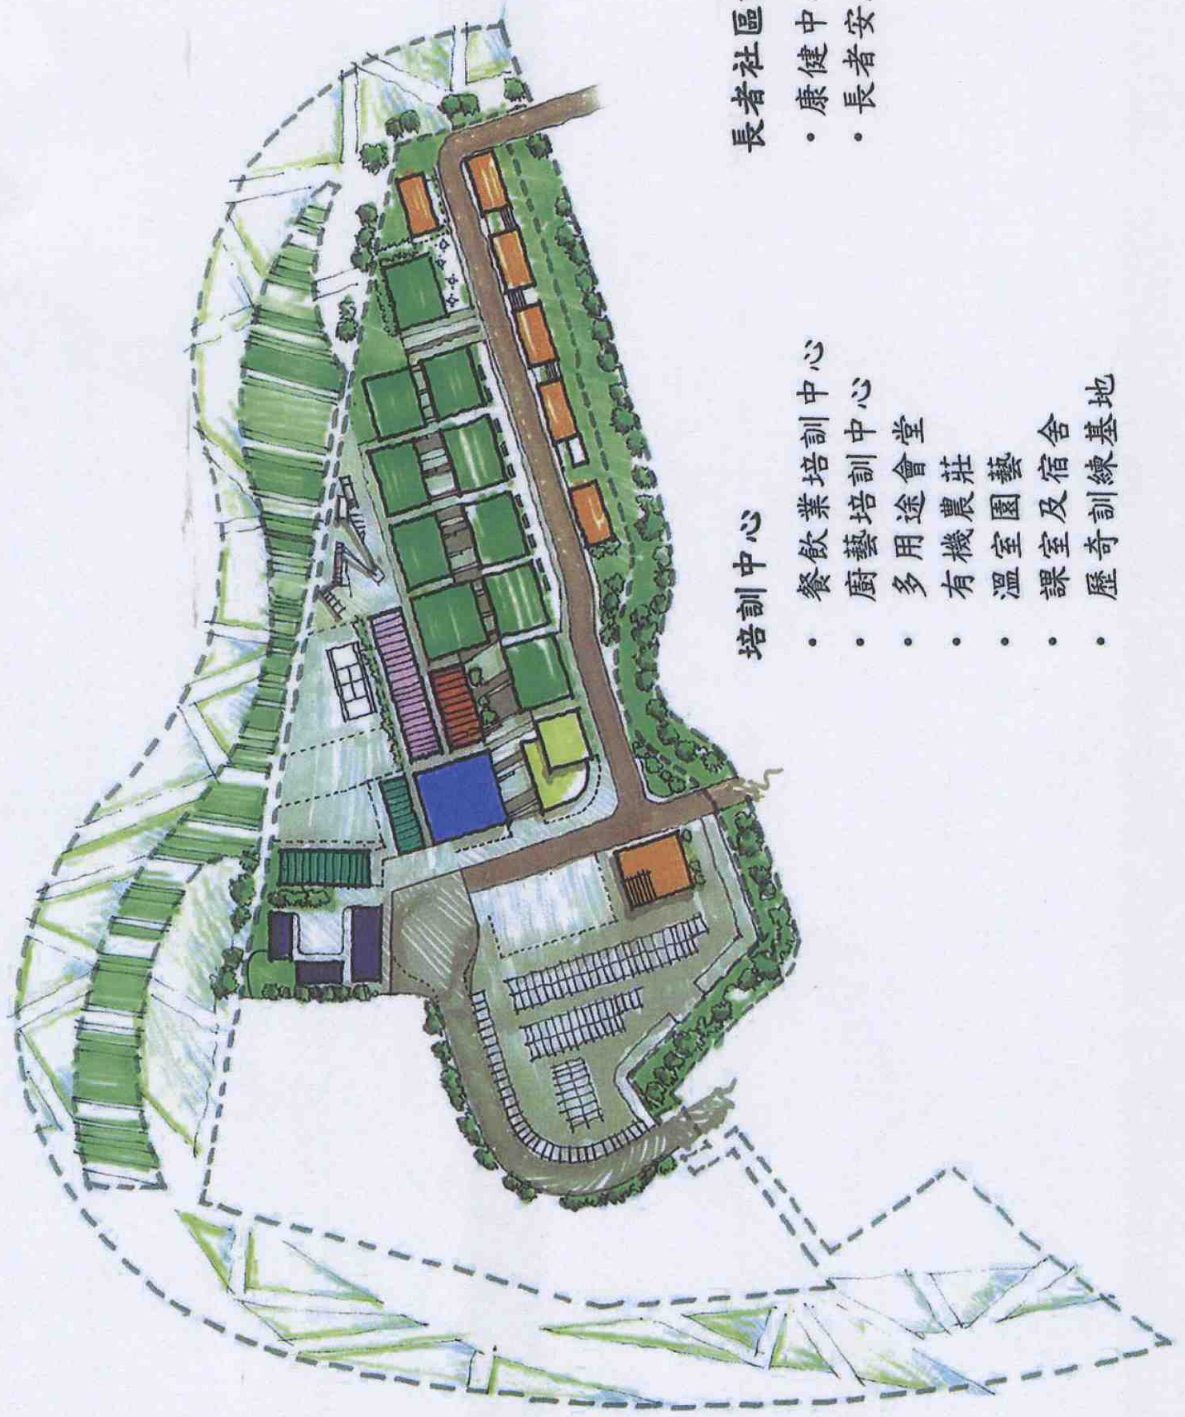 培訓中心
• 餐飲業培訓中心
• 廚藝培訓中心
• 多用途會堂
• 有機農莊
• 溫室園藝
• 課室及宿舍
• 歷奇訓練基地
長者社區
• 康健中
• 長者安